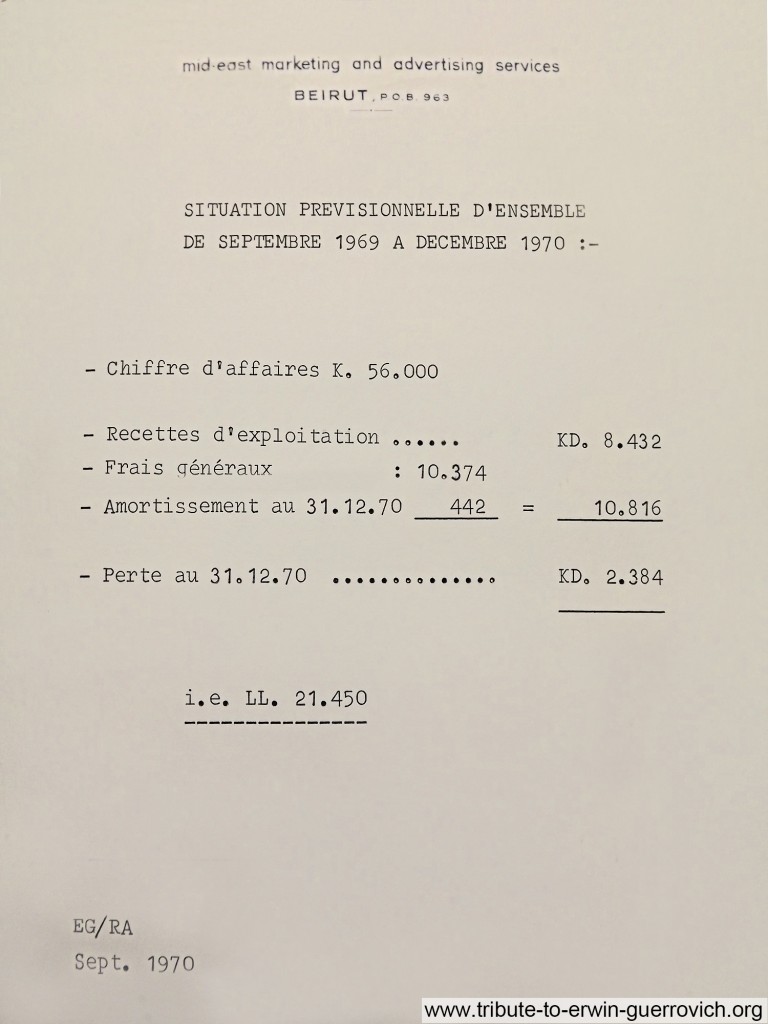 mid-east marketing and advertising services
BEIRUT, P.O.B. 963
SITUATION PREVISIONNELLE D'ENSEMBLE
DE SEPTEMBRE 1969 A DECEMBRE 1970 :-
- Chiffre d'affaires K. 56.000
- Recettes d'exploitation ...... KD. 8.432
- Frais généraux : 10.374
- Amortissement au 31.12.70 442 = 10.816
- Perte au 31.12.70 .............. KD. 2.384
i.e. LL. 21.450
---------------
EG/RA
Sept. 1970
www.tribute-to-erwin-guerrovich.org